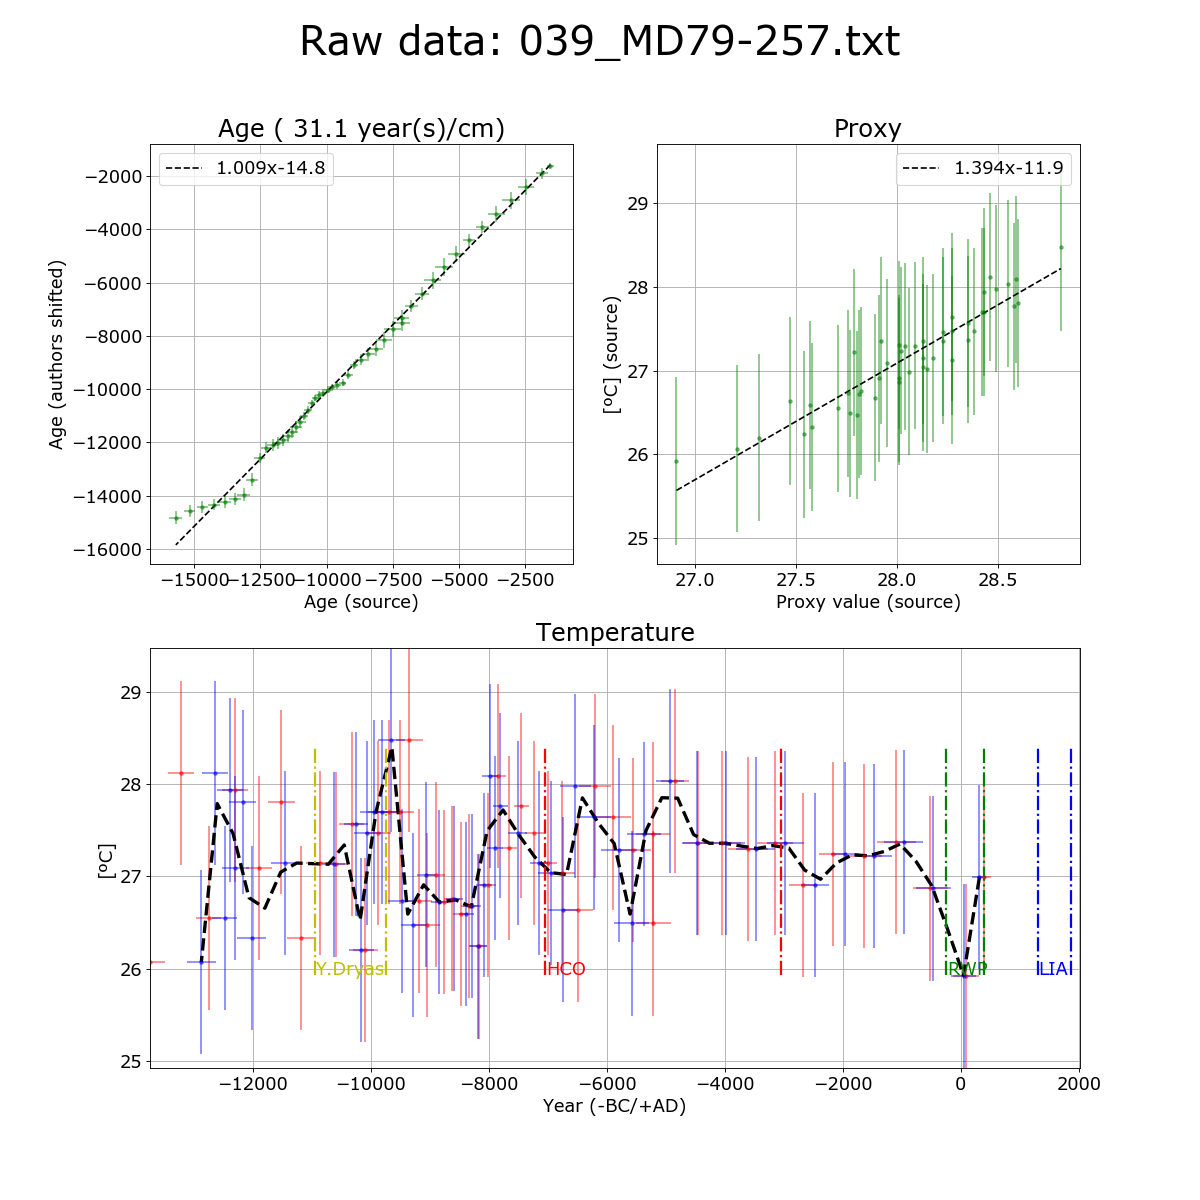 Raw data: 039_MD79-257.txt
Age ( 31.1 year(s)/cm)
1.009x-14.8
−2000
−4000
−6000
−8000
−10000
−12000
−14000
−16000
Age (authors shifted)
−15000 −12500 −10000 −7500 −5000 −2500
Age (source)
Proxy
1.394x-11.9
29
28
27
26
25
[ºC] (source)
27.0 27.5 28.0 28.5
Proxy value (source)
Temperature
29
28
27
26
25
[ºC]
Y.Dryas HCO RWP LIA
−12000 −10000 −8000 −6000 −4000 −2000 0 2000
Year (-BC/+AD)